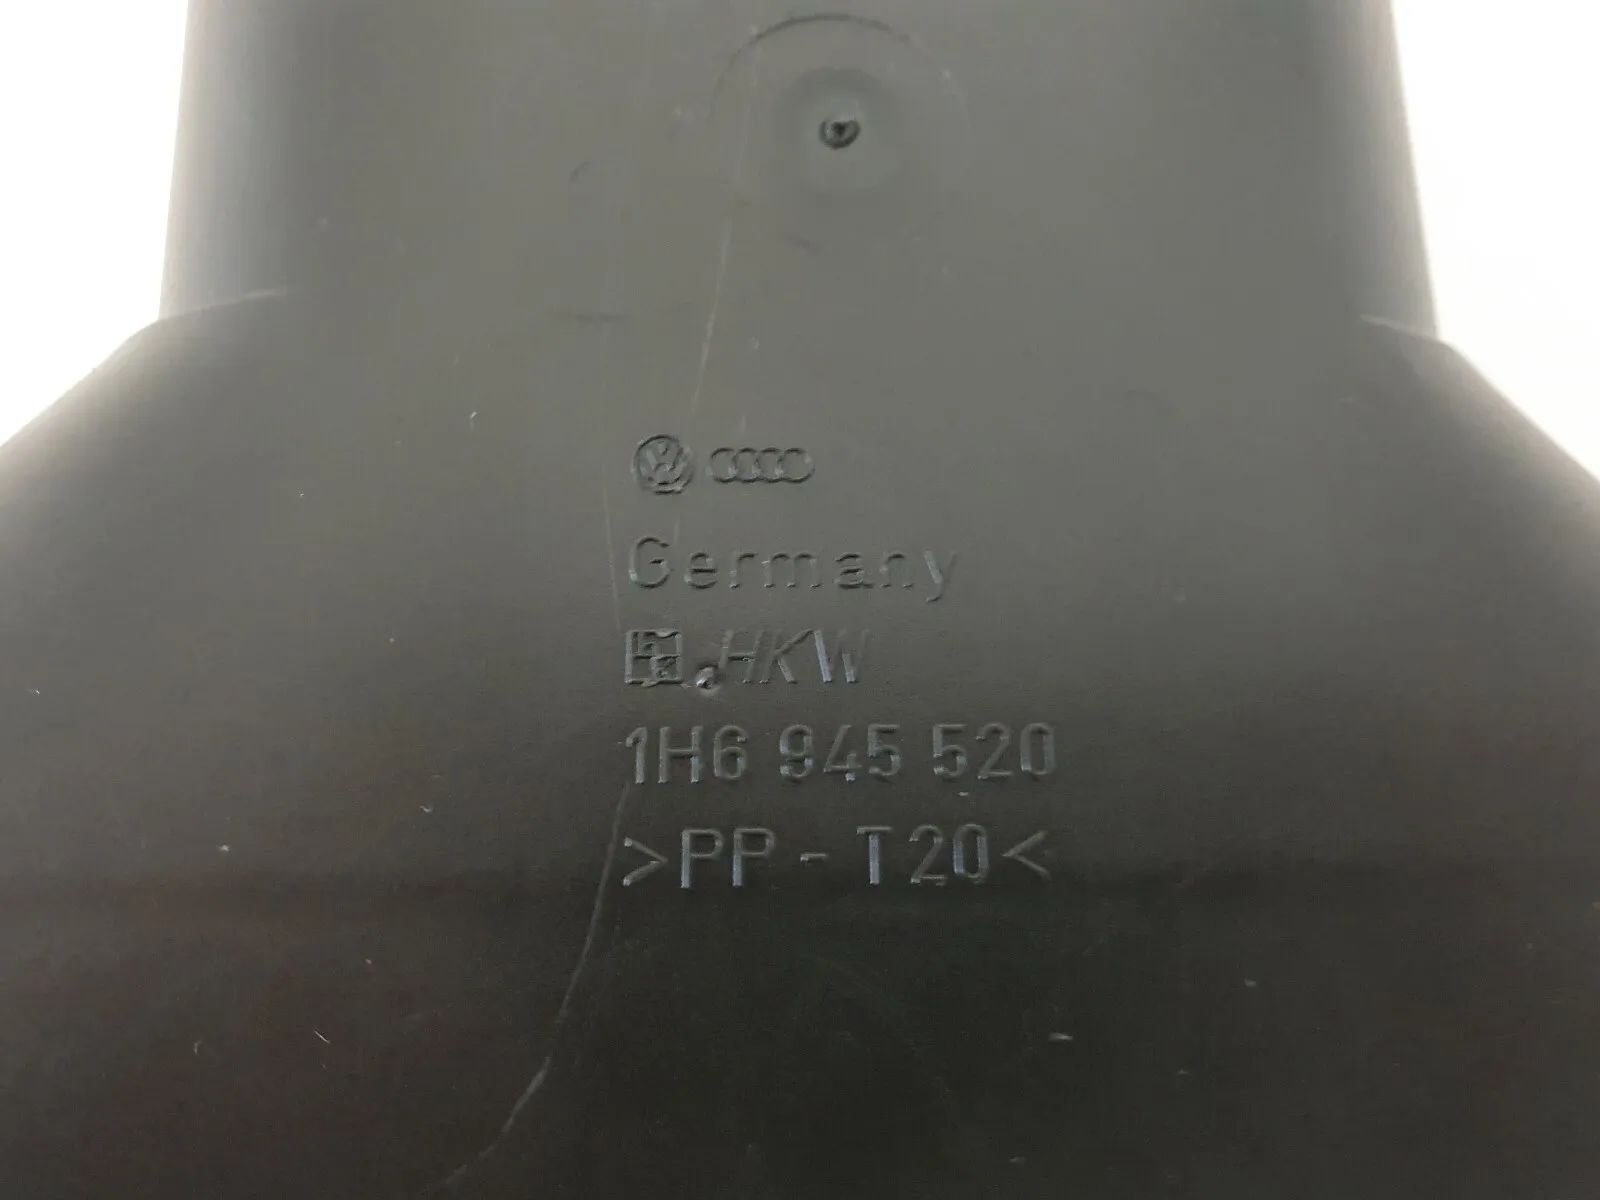 Germany
HKW
1H6 945 520
>PP-T20<